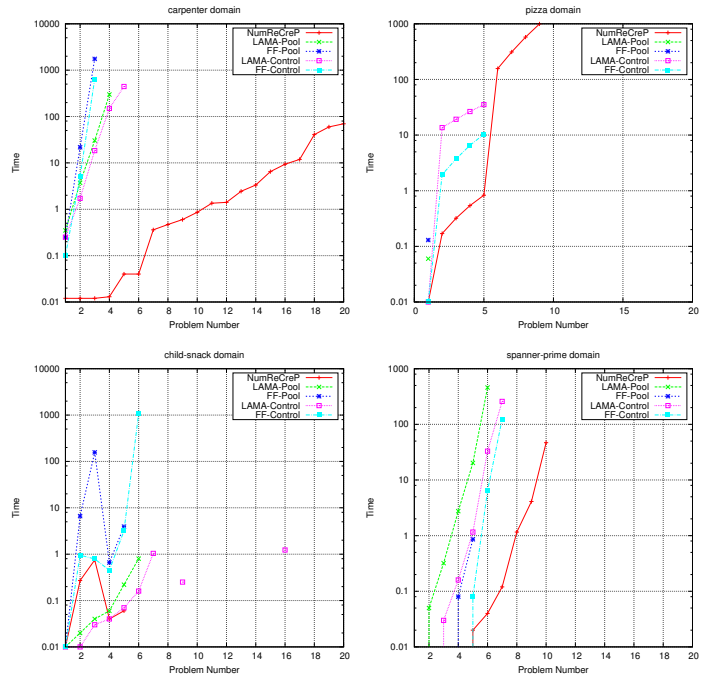 carpenter domain
10000
1000
100
10
1
0.1
0.01
Time
NumReCreP
LAMA-Pool
FF-Pool
LAMA-Control
FF-Control
2 4 6 8 10 12 14 16 18 20
Problem Number
pizza domain
1000
100
10
1
0.1
0.01
Time
NumReCreP
LAMA-Pool
FF-Pool
LAMA-Control
FF-Control
0 5 10 15 20
Problem Number
child-snack domain
10000
1000
100
10
1
0.1
0.01
Time
NumReCreP
LAMA-Pool
FF-Pool
LAMA-Control
FF-Control
2 4 6 8 10 12 14 16 18 20
Problem Number
spanner-prime domain
1000
100
10
1
0.1
0.01
Time
NumReCreP
LAMA-Pool
FF-Pool
LAMA-Control
FF-Control
2 4 6 8 10 12 14 16 18 20
Problem Number